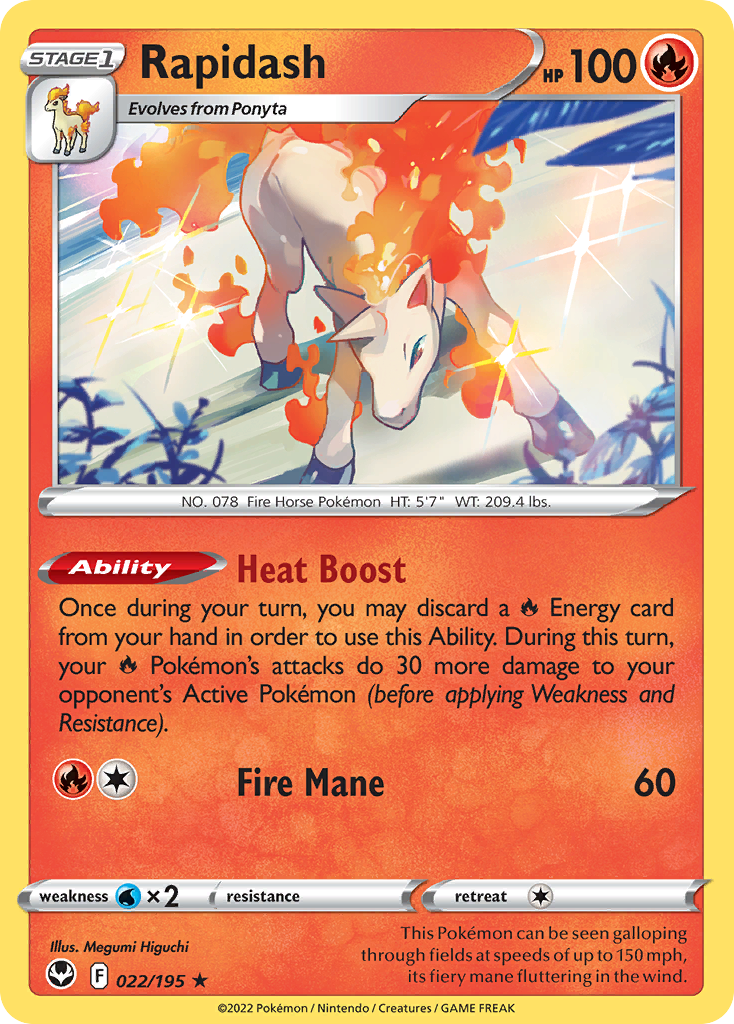 STAGE1
Rapidash
HP 100
Evolves from Ponyta
NO. 078 Fire Horse Pokémon HT: 5'7" WT: 209.4 lbs.
Ability
Heat Boost
Once during your turn, you may discard a Energy card
from your hand in order to use this Ability. During this turn,
your Pokémon's attacks do 30 more damage to your
opponent's Active Pokémon (before applying Weakness and
Resistance).
Fire Mane 60
weakness ×2 resistance retreat
Illus. Megumi Higuchi
F 022/195 ★
This Pokémon can be seen galloping
through fields at speeds of up to 150 mph,
its fiery mane fluttering in the wind.
©2022 Pokémon / Nintendo / Creatures / GAME FREAK